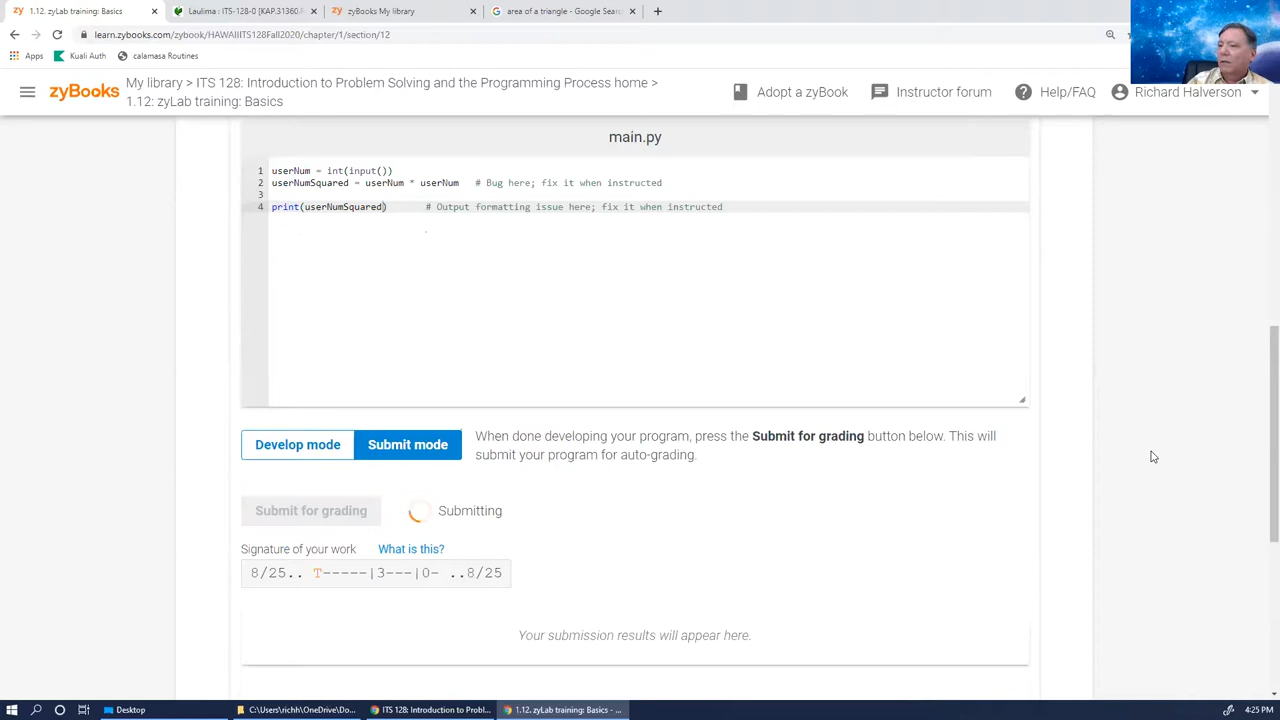 1.12. zyLab training: Basics
Laulima : ITS-128-0 [KAP.31360.F
zyBooks My library
area of a triangle - Google Sear
learn.zybooks.com/zybook/HAWAIIITS128Fall2020/chapter/1/section/12
Apps
Kuali Auth
calamasa Routines
zyBooks
My library > ITS 128: Introduction to Problem Solving and the Programming Process home >
1.12: zyLab training: Basics
Adopt a zyBook
Instructor forum
Help/FAQ
Richard Halverson
main.py
1 userNum = int(input())
2 userNumSquared = userNum * userNum # Bug here; fix it when instructed
3
4 print(userNumSquared) # Output formatting issue here; fix it when instructed
Develop mode
Submit mode
When done developing your program, press the Submit for grading button below. This will
submit your program for auto-grading.
Submit for grading
Submitting
Signature of your work
What is this?
8/25.. T-----|3---|0- ..8/25
Your submission results will appear here.
Desktop
C:\Users\richh\OneDrive\Do...
ITS 128: Introduction to Probl...
1.12. zyLab training: Basics - ...
4:25 PM